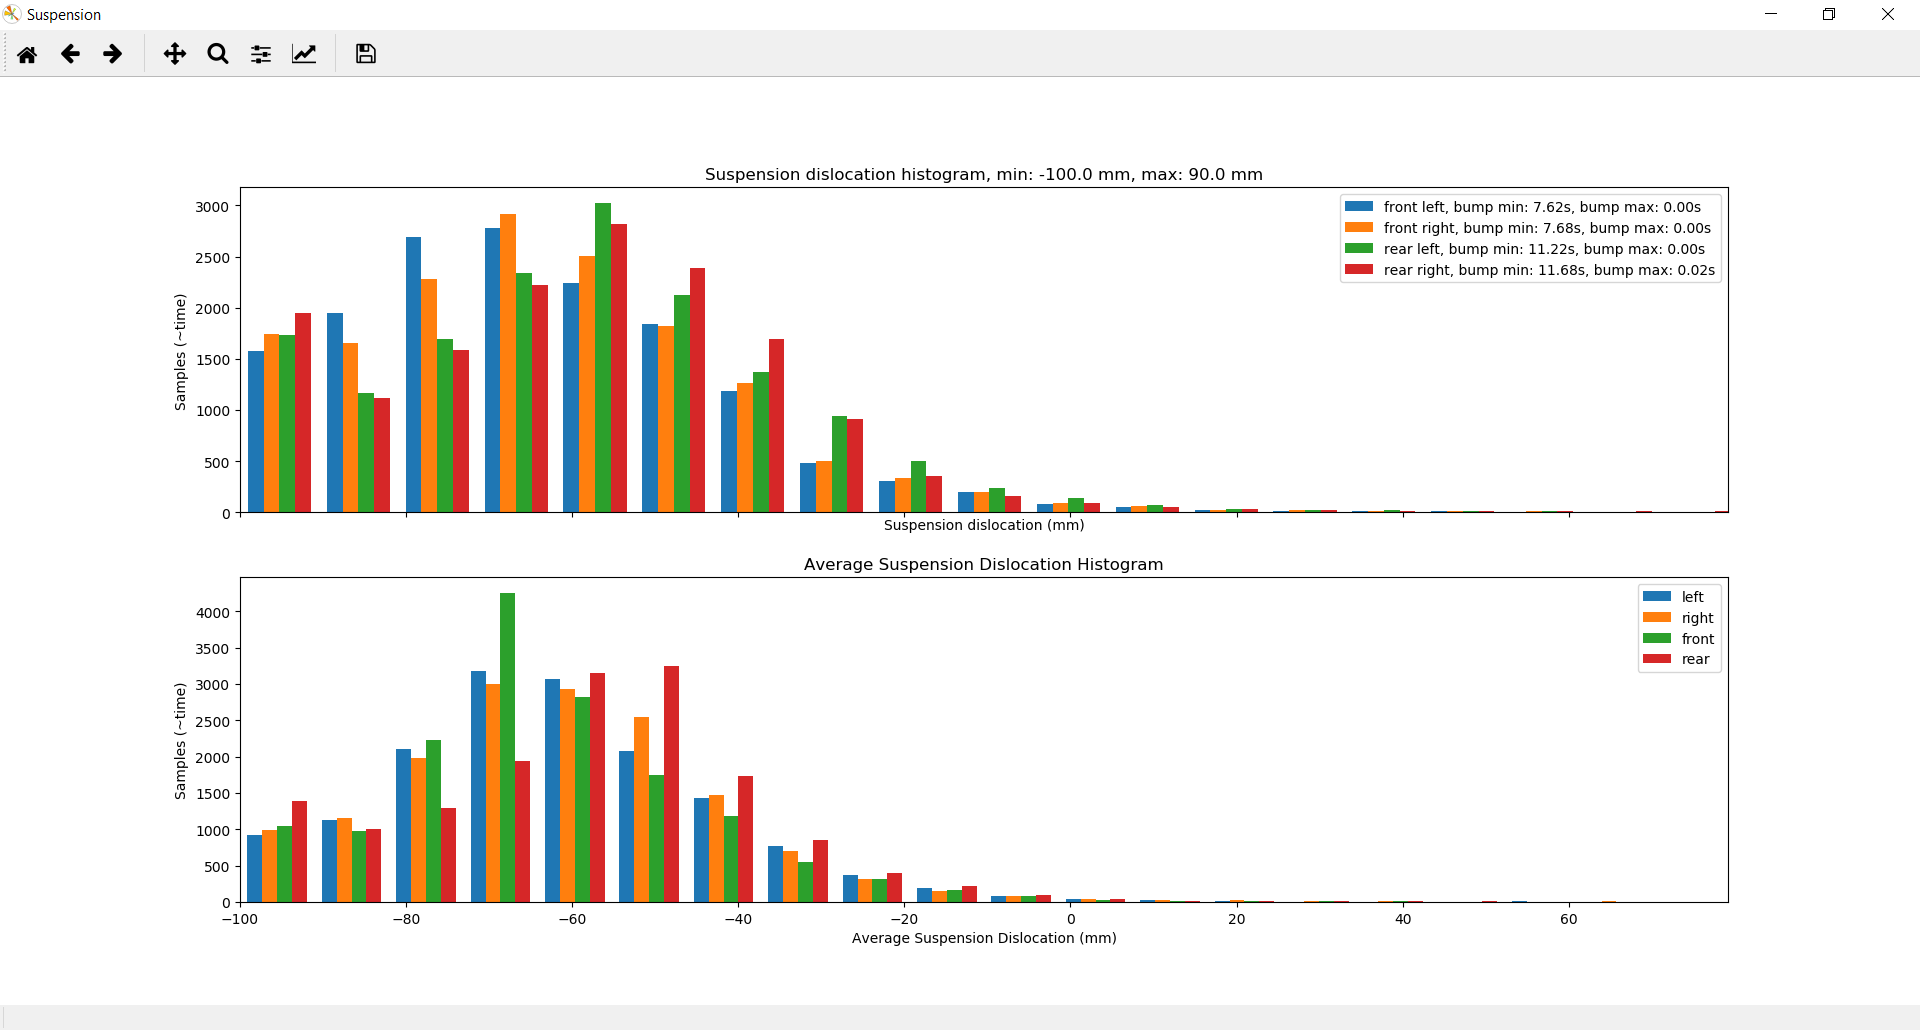 Suspension
Suspension dislocation histogram, min: -100.0 mm, max: 90.0 mm
front left, bump min: 7.62s, bump max: 0.00s
front right, bump min: 7.68s, bump max: 0.00s
rear left, bump min: 11.22s, bump max: 0.00s
rear right, bump min: 11.68s, bump max: 0.02s
3000
2500
2000
1500
1000
500
0
Samples (~time)
Suspension dislocation (mm)
Average Suspension Dislocation Histogram
left
right
front
rear
4000
3500
3000
2500
2000
1500
1000
500
0
Samples (~time)
−100 −80 −60 −40 −20 0 20 40 60
Average Suspension Dislocation (mm)